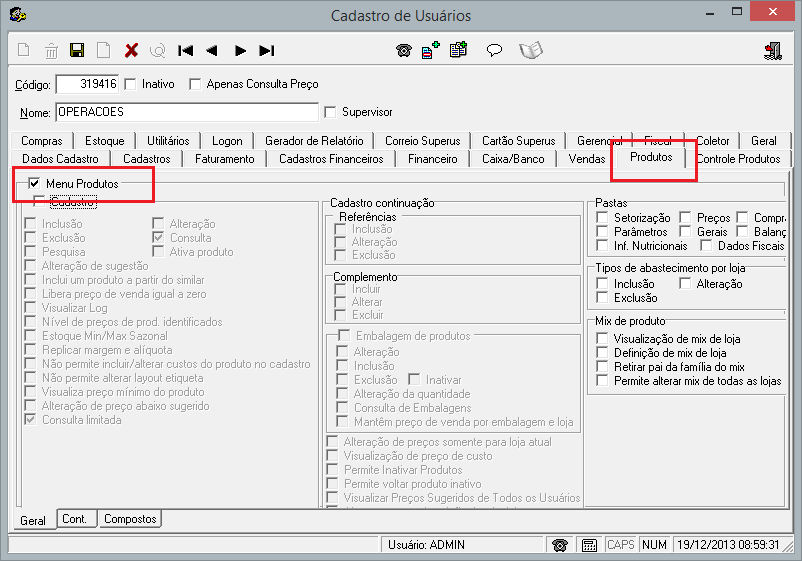 Cadastro de Usuários
Código: 319416 Inativo Apenas Consulta Preço
Nome: OPERACOES Supervisor
Compras Estoque Utilitários Logon Gerador de Relatório Correio Superus Cartão Superus Gerencial Fiscal Coletor Geral
Dados Cadastro Cadastros Faturamento Cadastros Financeiros Financeiro Caixa/Banco Vendas Produtos Controle Produtos
Menu Produtos
Cadastro
Inclusão Alteração
Exclusão Consulta
Pesquisa Ativa produto
Alteração de sugestão
Inclui um produto a partir do similar
Libera preço de venda igual a zero
Visualizar Log
Nível de preços de prod. identificados
Estoque Min/Max Sazonal
Replicar margem e alíquota
Não permite incluir/alterar custos do produto no cadastro
Não permite alterar layout etiqueta
Visualiza preço mínimo do produto
Alteração de preço abaixo sugerido
Consulta limitada
Cadastro continuação
Referências
Inclusão
Alteração
Exclusão
Complemento
Incluir
Alterar
Excluir
Embalagem de produtos
Alteração
Inclusão
Exclusão Inativar
Alteração da quantidade
Consulta de Embalagens
Mantêm preço de venda por embalagem e loja
Alteração de preços somente para loja atual
Visualização de preço de custo
Permite Inativar Produtos
Permite voltar produto inativo
Visualizar Preços Sugeridos de Todos os Usuários
Pastas
Setorização Preços Compr
Parâmetros Gerais Balanç
Inf. Nutricionais Dados Fiscais
Tipos de abastecimento por loja
Inclusão Alteração
Exclusão
Mix de produto
Visualização de mix de loja
Definição de mix de loja
Retirar pai da família do mix
Permite alterar mix de todas as lojas
Geral Cont. Compostos
Usuário: ADMIN CAPS NUM 19/12/2013 08:59:31